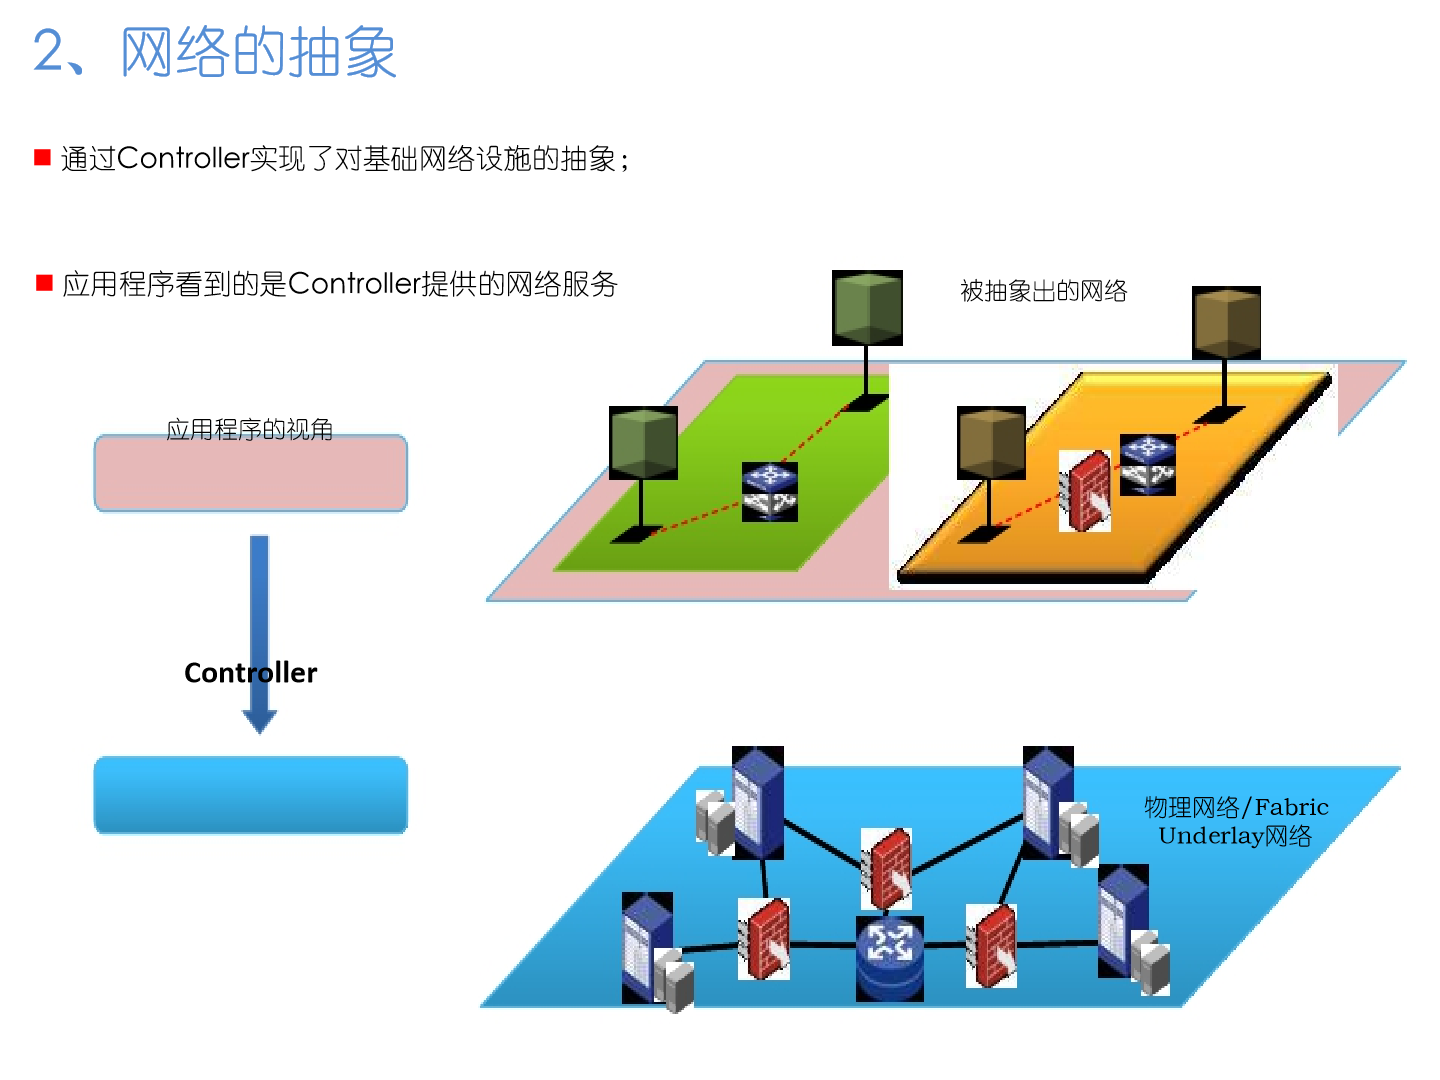 2、网络的抽象
通过Controller实现了对基础网络设施的抽象；
应用程序看到的是Controller提供的网络服务
被抽象出的网络
应用程序的视角
Controller
物理网络/Fabric
Underlay网络